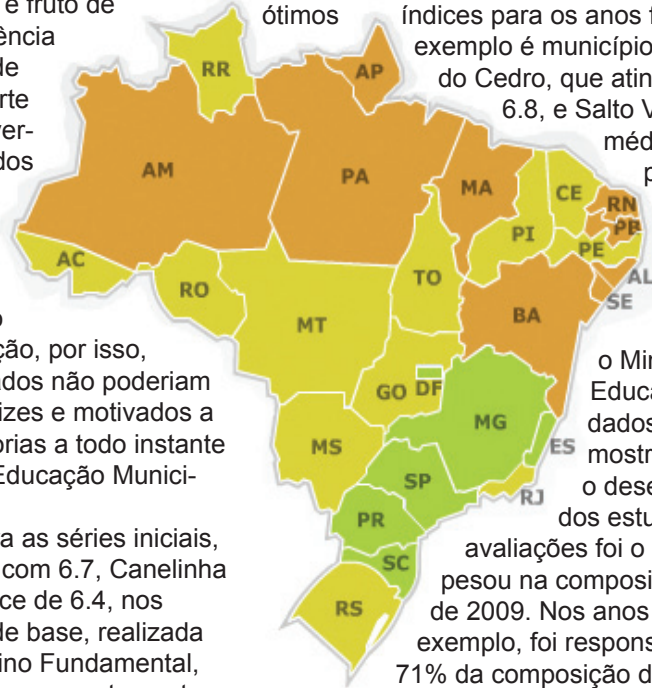 e fruto de
ência
de
rte
ver-
dos
o
ção, por isso,
ados não poderiam
izes e motivados a
orias a todo instante
Educação Munici-
a as séries iniciais,
com 6.7, Canelinha
ce de 6.4, nos
de base, realizada
ino Fundamental,
ótimos
índices para os anos f
exemplo é município
do Cedro, que atin
6.8, e Salto V
méd
p
o Min
Educa
dados
mostr
o dese
dos estu
avaliações foi o
pesou na composi
de 2009. Nos anos
exemplo, foi respons
71% da composição d
RR
AP
AM
PA
MA
CE
RN
PB
PI
PE
AC
AL
TO
SE
RO
BA
MT
GO
DF
MG
MS
ES
SP
RJ
PR
SC
RS